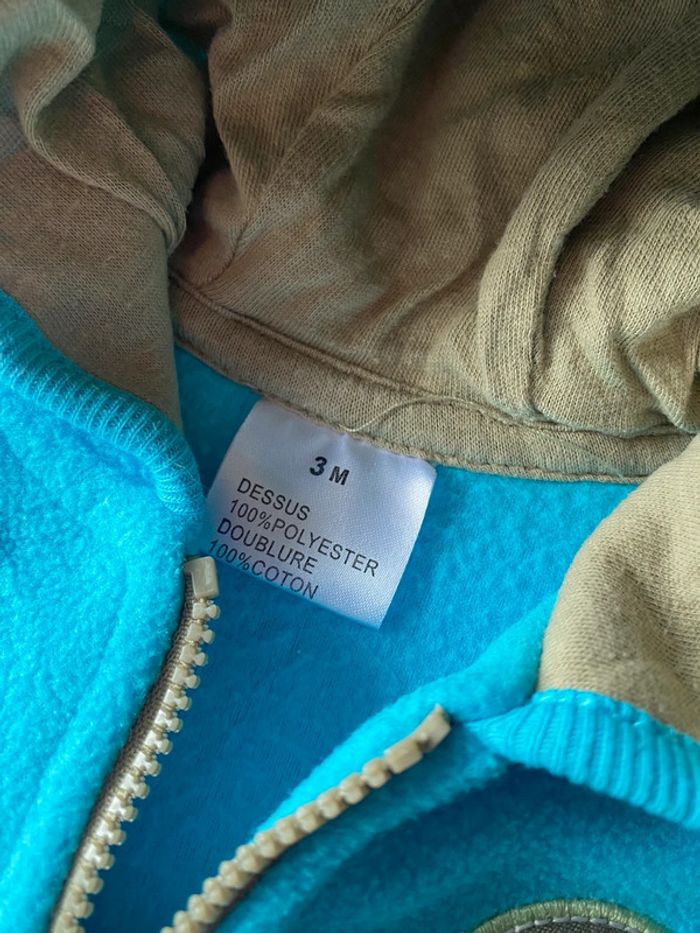 3 M
DESSUS
100%POLYESTER
DOUBLURE
100%COTON